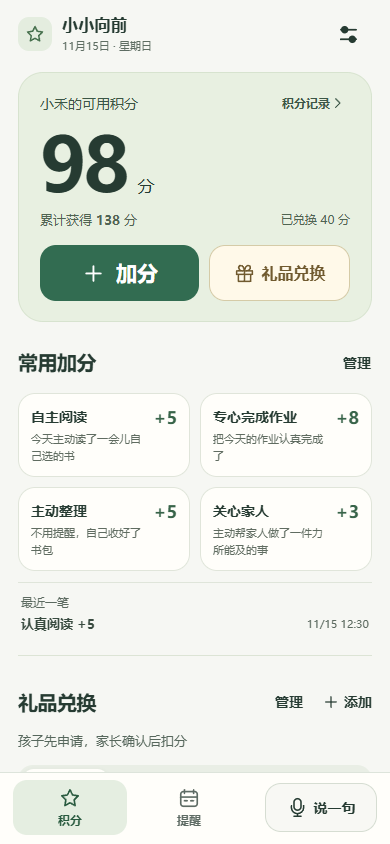 小小向前
11月15日 · 星期日
小禾的可用积分
积分记录
98 分
累计获得 138 分
已兑换 40 分
加分
礼品兑换
常用加分
管理
自主阅读 +5
今天主动读了一会儿自
己选的书
专心完成作业 +8
把今天的作业认真完成
了
主动整理 +5
不用提醒，自己收好了
书包
关心家人 +3
主动帮家人做了一件力
所能及的事
最近一笔
认真阅读 +5
11/15 12:30
礼品兑换
管理
添加
孩子先申请，家长确认后扣分
积分
提醒
说一句